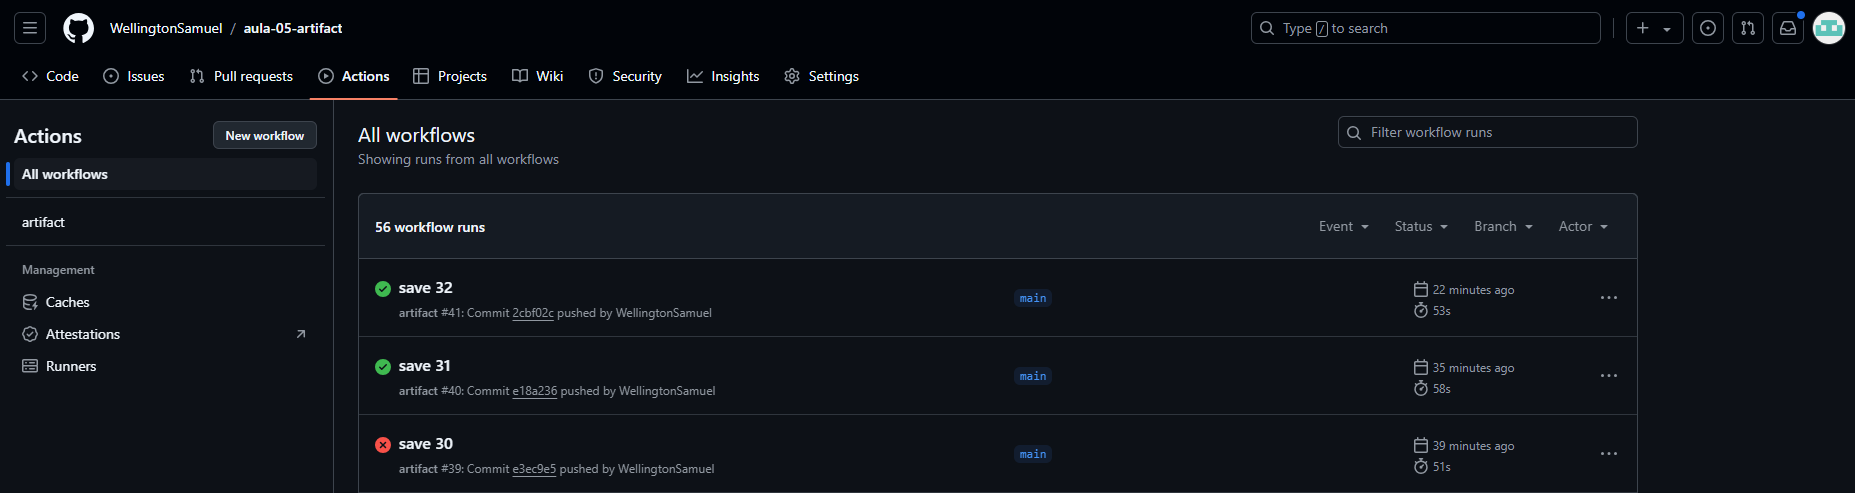 WellingtonSamuel / aula-05-artifact
Type / to search
Code
Issues
Pull requests
Actions
Projects
Wiki
Security
Insights
Settings
Actions
New workflow
All workflows
artifact
Management
Caches
Attestations
Runners
All workflows
Showing runs from all workflows
Filter workflow runs
56 workflow runs
Event
Status
Branch
Actor
save 32
artifact #41: Commit 2cbf02c pushed by WellingtonSamuel
main
22 minutes ago
53s
save 31
artifact #40: Commit e18a236 pushed by WellingtonSamuel
main
35 minutes ago
58s
save 30
artifact #39: Commit e3ec9e5 pushed by WellingtonSamuel
main
39 minutes ago
51s